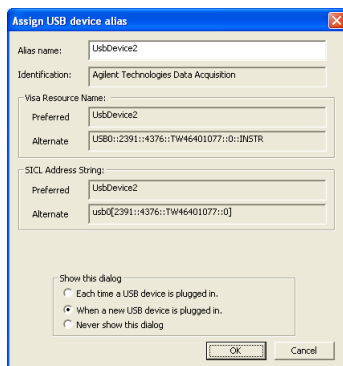 Assign USB device alias
Alias name: UsbDevice2
Identification: Agilent Technologies Data Acquisition
Visa Resource Name:
Preferred UsbDevice2
Alternate USB0::2391::4376::TW46401077::0::INSTR
SICL Address String:
Preferred UsbDevice2
Alternate usb0[2391::4376::TW46401077::0]
Show this dialog
Each time a USB device is plugged in.
When a new USB device is plugged in.
Never show this dialog
OK Cancel